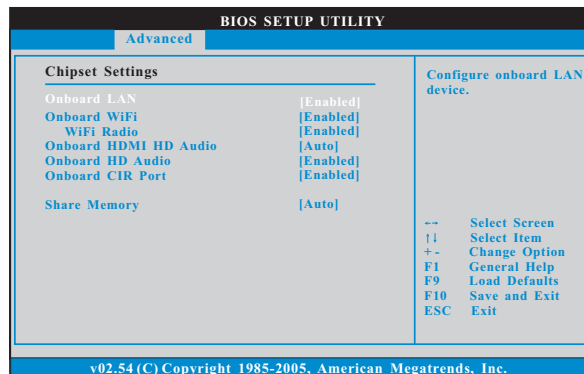 BIOS SETUP UTILITY
Advanced
Chipset Settings
Onboard LAN [Enabled]
Onboard WiFi [Enabled]
WiFi Radio [Enabled]
Onboard HDMI HD Audio [Auto]
Onboard HD Audio [Enabled]
Onboard CIR Port [Enabled]
Share Memory [Auto]
Configure onboard LAN
device.
←→ Select Screen
↑↓ Select Item
+ - Change Option
F1 General Help
F9 Load Defaults
F10 Save and Exit
ESC Exit
v02.54 (C) Copyright 1985-2005, American Megatrends, Inc.